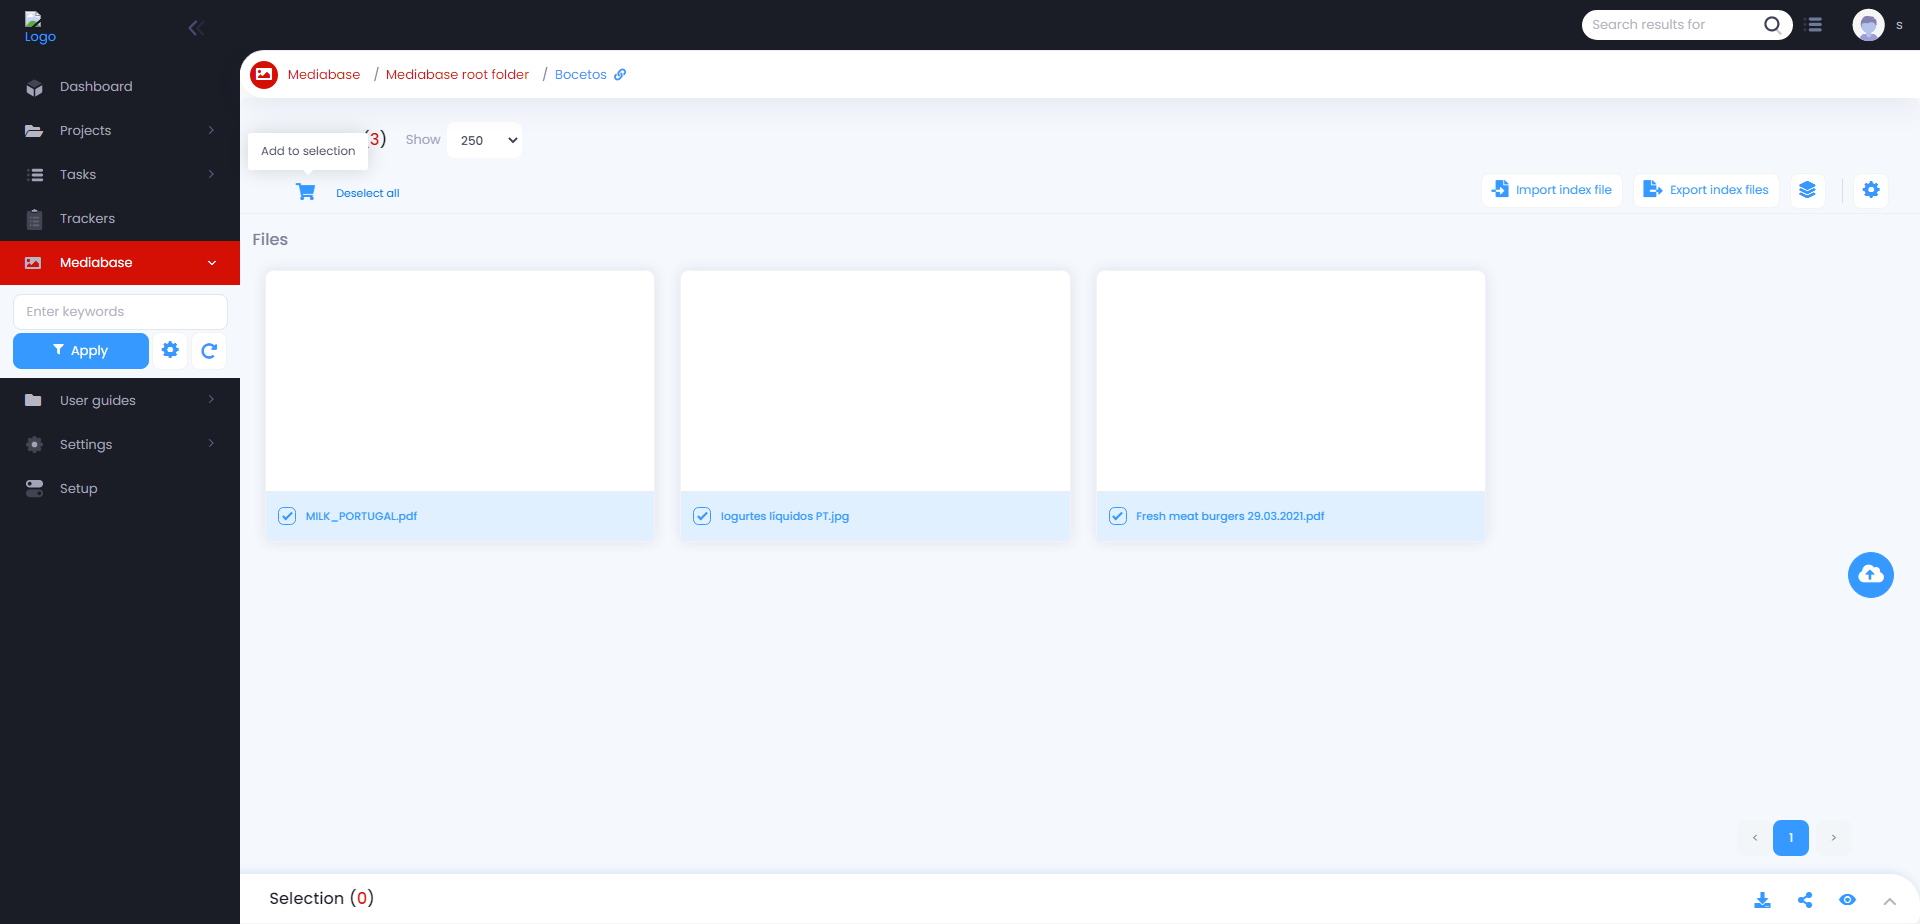 Logo
Search results for
s
Dashboard
Projects
Tasks
Trackers
Mediabase
Enter keywords
Apply
User guides
Settings
Setup
Mediabase / Mediabase root folder / Bocetos
(3) Show 250
Add to selection
Deselect all
Import index file
Export index files
Files
MILK_PORTUGAL.pdf
Iogurtes líquidos PT.jpg
Fresh meat burgers 29.03.2021.pdf
< 1 >
Selection (0)